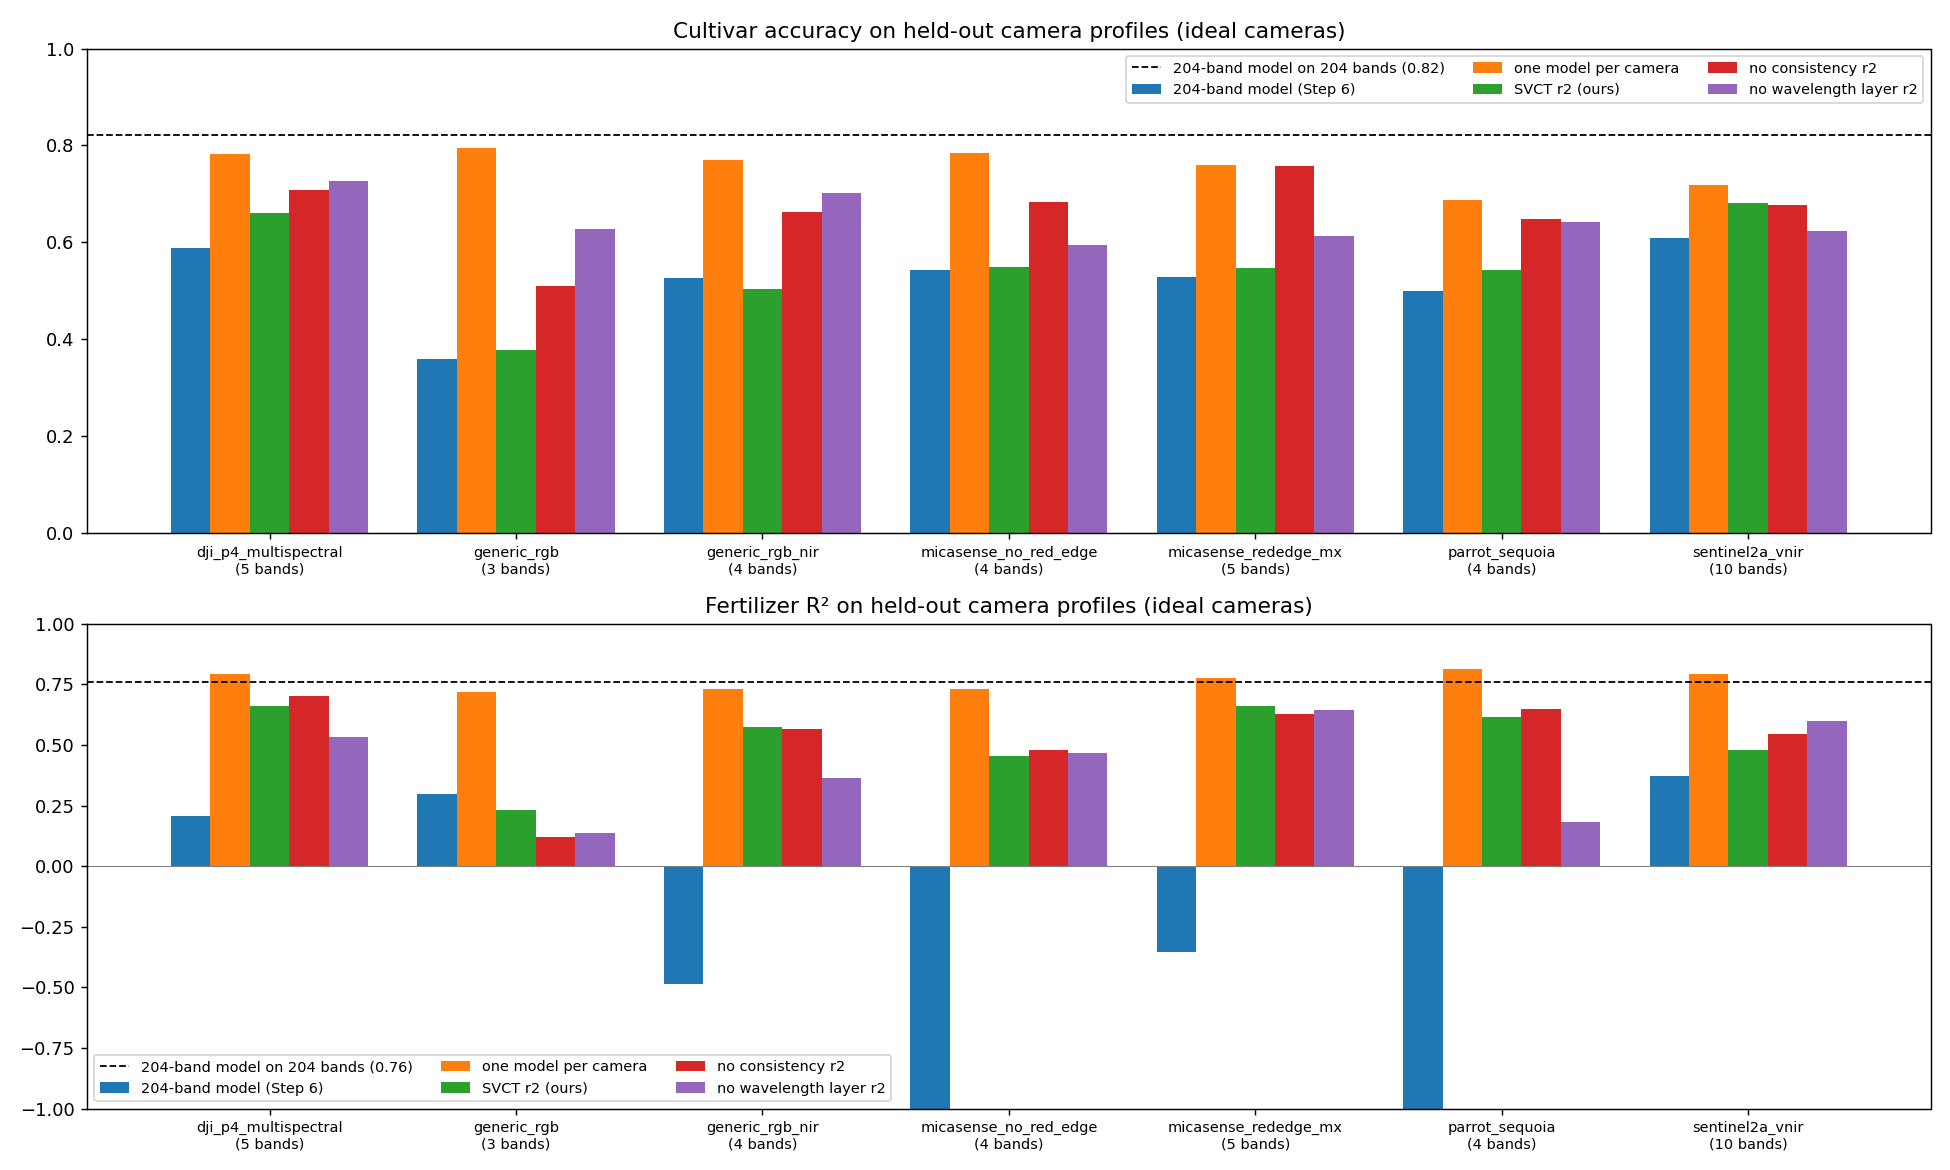 Cultivar accuracy on held-out camera profiles (ideal cameras)
1.0
0.8
0.6
0.4
0.2
0.0
204-band model on 204 bands (0.82)
204-band model (Step 6)
one model per camera
SVCT r2 (ours)
no consistency r2
no wavelength layer r2
dji_p4_multispectral
(5 bands)
generic_rgb
(3 bands)
generic_rgb_nir
(4 bands)
micasense_no_red_edge
(4 bands)
micasense_rededge_mx
(5 bands)
parrot_sequoia
(4 bands)
sentinel2a_vnir
(10 bands)
Fertilizer R² on held-out camera profiles (ideal cameras)
1.00
0.75
0.50
0.25
0.00
−0.25
−0.50
−0.75
−1.00
204-band model on 204 bands (0.76)
204-band model (Step 6)
one model per camera
SVCT r2 (ours)
no consistency r2
no wavelength layer r2
dji_p4_multispectral
(5 bands)
generic_rgb
(3 bands)
generic_rgb_nir
(4 bands)
micasense_no_red_edge
(4 bands)
micasense_rededge_mx
(5 bands)
parrot_sequoia
(4 bands)
sentinel2a_vnir
(10 bands)